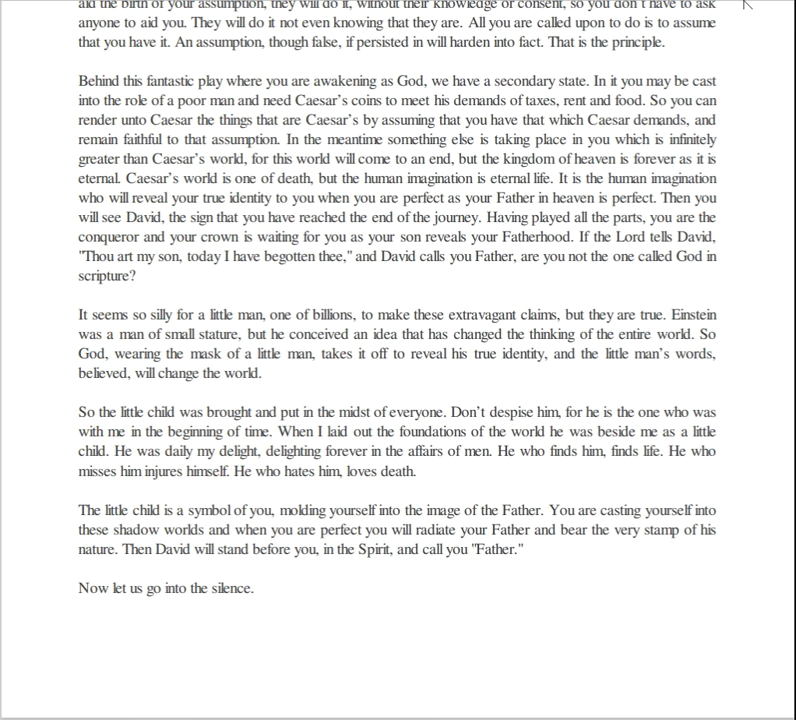 aid the birth of your assumption, they will do it, without their knowledge or consent, so you don't have to ask
anyone to aid you. They will do it not even knowing that they are. All you are called upon to do is to assume
that you have it. An assumption, though false, if persisted in will harden into fact. That is the principle.
Behind this fantastic play where you are awakening as God, we have a secondary state. In it you may be cast
into the role of a poor man and need Caesar's coins to meet his demands of taxes, rent and food. So you can
render unto Caesar the things that are Caesar's by assuming that you have that which Caesar demands, and
remain faithful to that assumption. In the meantime something else is taking place in you which is infinitely
greater than Caesar's world, for this world will come to an end, but the kingdom of heaven is forever as it is
eternal. Caesar's world is one of death, but the human imagination is eternal life. It is the human imagination
who will reveal your true identity to you when you are perfect as your Father in heaven is perfect. Then you
will see David, the sign that you have reached the end of the journey. Having played all the parts, you are the
conqueror and your crown is waiting for you as your son reveals your Fatherhood. If the Lord tells David,
"Thou art my son, today I have begotten thee," and David calls you Father, are you not the one called God in
scripture?
It seems so silly for a little man, one of billions, to make these extravagant claims, but they are true. Einstein
was a man of small stature, but he conceived an idea that has changed the thinking of the entire world. So
God, wearing the mask of a little man, takes it off to reveal his true identity, and the little man's words,
believed, will change the world.
So the little child was brought and put in the midst of everyone. Don't despise him, for he is the one who was
with me in the beginning of time. When I laid out the foundations of the world he was beside me as a little
child. He was daily my delight, delighting forever in the affairs of men. He who finds him, finds life. He who
misses him injures himself. He who hates him, loves death.
The little child is a symbol of you, molding yourself into the image of the Father. You are casting yourself into
these shadow worlds and when you are perfect you will radiate your Father and bear the very stamp of his
nature. Then David will stand before you, in the Spirit, and call you "Father."
Now let us go into the silence.